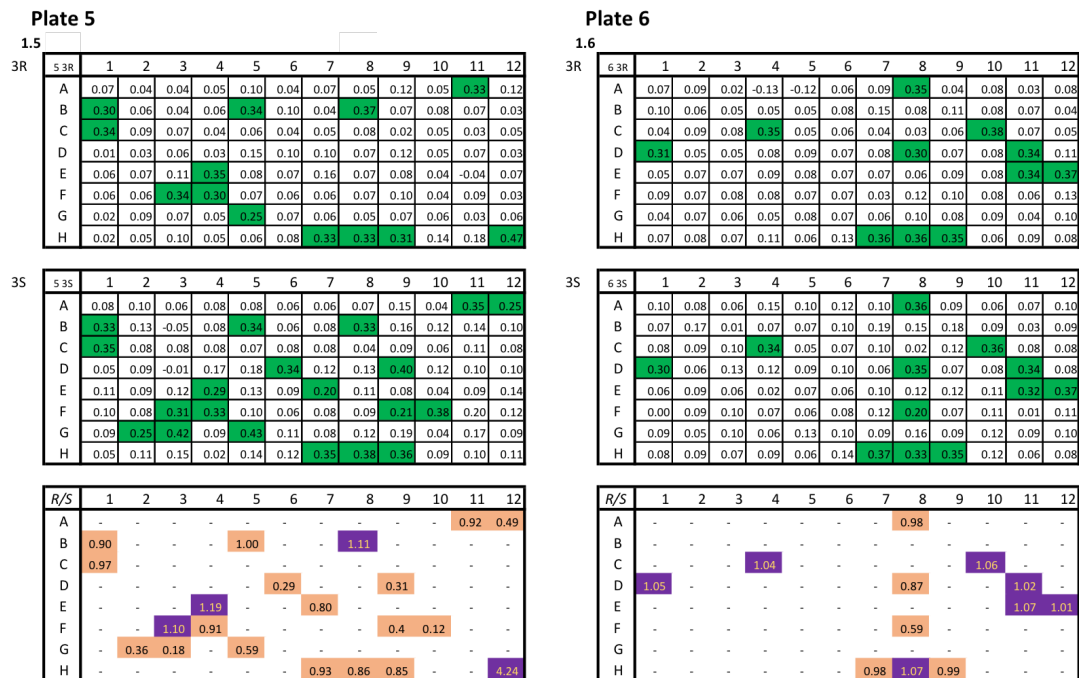 Plate 5 Plate 6
1.5 1.6
3R 5 3R 1 2 3 4 5 6 7 8 9 10 11 12 3R 6 3R 1 2 3 4 5 6 7 8 9 10 11 12
A 0.07 0.04 0.04 0.05 0.10 0.04 0.07 0.05 0.12 0.05 0.33 0.12 A 0.07 0.09 0.02 -0.13 -0.12 0.06 0.09 0.35 0.04 0.08 0.03 0.08
B 0.30 0.06 0.04 0.06 0.34 0.10 0.04 0.37 0.07 0.08 0.07 0.03 B 0.10 0.06 0.05 0.05 0.05 0.08 0.15 0.08 0.11 0.08 0.07 0.04
C 0.34 0.09 0.07 0.04 0.06 0.04 0.05 0.08 0.02 0.05 0.03 0.05 C 0.04 0.09 0.08 0.35 0.05 0.06 0.04 0.03 0.06 0.38 0.07 0.05
D 0.01 0.03 0.06 0.03 0.15 0.10 0.10 0.07 0.12 0.05 0.07 0.03 D 0.31 0.05 0.05 0.08 0.09 0.07 0.08 0.30 0.07 0.08 0.34 0.11
E 0.06 0.07 0.11 0.35 0.08 0.07 0.16 0.07 0.08 0.04 -0.04 0.07 E 0.05 0.07 0.07 0.09 0.08 0.07 0.07 0.06 0.09 0.08 0.34 0.37
F 0.06 0.06 0.34 0.30 0.07 0.06 0.06 0.07 0.10 0.04 0.09 0.03 F 0.09 0.07 0.08 0.08 0.07 0.07 0.03 0.12 0.10 0.08 0.06 0.13
G 0.02 0.09 0.07 0.05 0.25 0.07 0.06 0.05 0.07 0.06 0.03 0.06 G 0.04 0.07 0.06 0.05 0.08 0.07 0.06 0.10 0.08 0.09 0.04 0.10
H 0.02 0.05 0.10 0.05 0.06 0.08 0.33 0.33 0.31 0.14 0.18 0.47 H 0.07 0.08 0.07 0.11 0.06 0.13 0.36 0.36 0.35 0.06 0.09 0.08
3S 5 3S 1 2 3 4 5 6 7 8 9 10 11 12 3S 6 3S 1 2 3 4 5 6 7 8 9 10 11 12
A 0.08 0.10 0.06 0.08 0.08 0.06 0.06 0.07 0.15 0.04 0.35 0.25 A 0.10 0.08 0.06 0.15 0.10 0.12 0.10 0.36 0.09 0.06 0.07 0.10
B 0.33 0.13 -0.05 0.08 0.34 0.06 0.08 0.33 0.16 0.12 0.14 0.10 B 0.07 0.17 0.01 0.07 0.07 0.10 0.19 0.15 0.18 0.09 0.03 0.09
C 0.35 0.08 0.08 0.08 0.07 0.08 0.08 0.04 0.09 0.06 0.11 0.08 C 0.08 0.09 0.10 0.34 0.05 0.07 0.10 0.02 0.12 0.36 0.08 0.08
D 0.05 0.09 -0.01 0.17 0.18 0.34 0.12 0.13 0.40 0.12 0.10 0.10 D 0.30 0.06 0.13 0.12 0.09 0.10 0.06 0.35 0.07 0.08 0.34 0.08
E 0.11 0.09 0.12 0.29 0.13 0.09 0.20 0.11 0.08 0.04 0.09 0.14 E 0.06 0.09 0.06 0.02 0.07 0.06 0.10 0.12 0.12 0.11 0.32 0.37
F 0.10 0.08 0.31 0.33 0.10 0.06 0.08 0.09 0.21 0.38 0.20 0.12 F 0.00 0.09 0.10 0.07 0.06 0.08 0.12 0.20 0.07 0.11 0.01 0.11
G 0.09 0.25 0.42 0.09 0.43 0.11 0.08 0.12 0.19 0.04 0.17 0.09 G 0.09 0.05 0.10 0.06 0.13 0.10 0.09 0.16 0.09 0.12 0.09 0.10
H 0.05 0.11 0.15 0.02 0.14 0.12 0.35 0.38 0.36 0.09 0.10 0.11 H 0.08 0.09 0.07 0.09 0.06 0.14 0.37 0.33 0.35 0.12 0.06 0.08
R/S 1 2 3 4 5 6 7 8 9 10 11 12 R/S 1 2 3 4 5 6 7 8 9 10 11 12
A - - - - - - - - - - 0.92 0.49 A - - - - - - - 0.98 - - - -
B 0.90 - - - 1.00 - - 1.11 - - - - B - - - - - - - - - - - -
C 0.97 - - - - - - - - - - - C - - - 1.04 - - - - - 1.06 - -
D - - - - - 0.29 - - 0.31 - - - D 1.05 - - - - - - 0.87 - - 1.02 -
E - - - 1.19 - - 0.80 - - - - - E - - - - - - - - - - 1.07 1.01
F - - 1.10 0.91 - - - - 0.4 0.12 - - F - - - - - - - 0.59 - - - -
G - 0.36 0.18 - 0.59 - - - - - - - G - - - - - - - - - - - -
H - - - - - - 0.93 0.86 0.85 - - 4.24 H - - - - - - 0.98 1.07 0.99 - - -